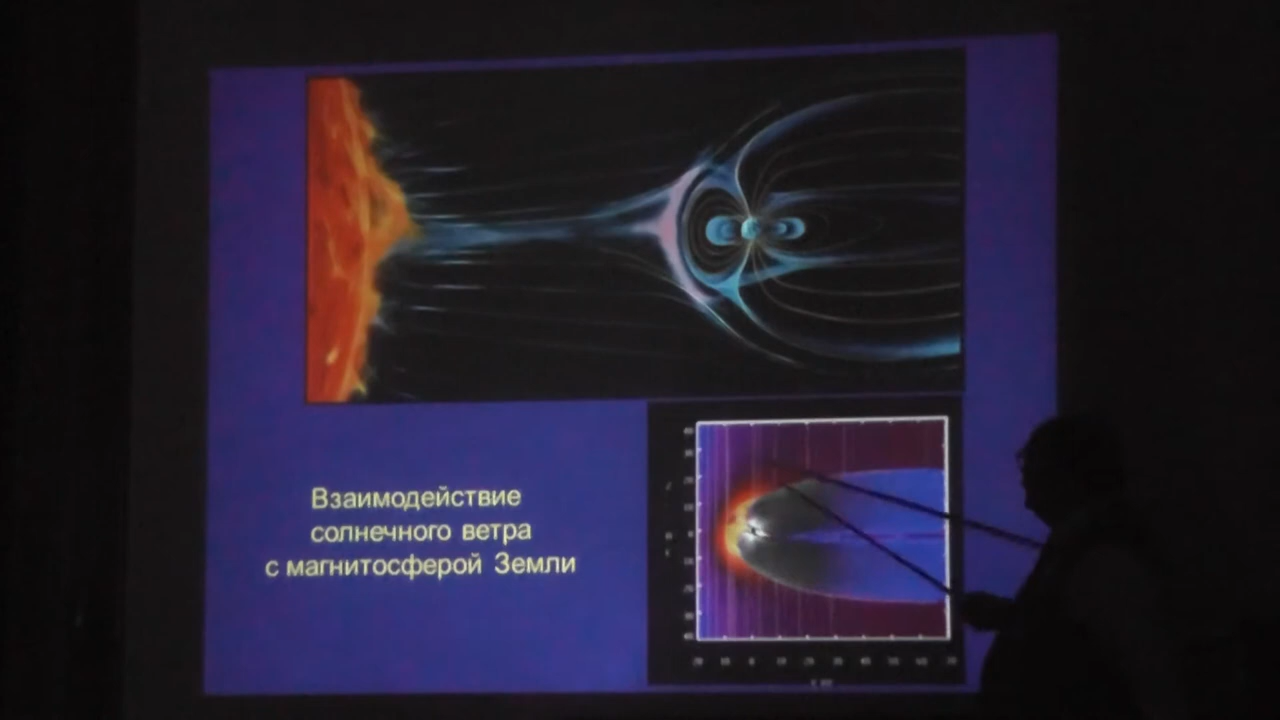 Взаимодействие
солнечного ветра
с магнитосферой Земли